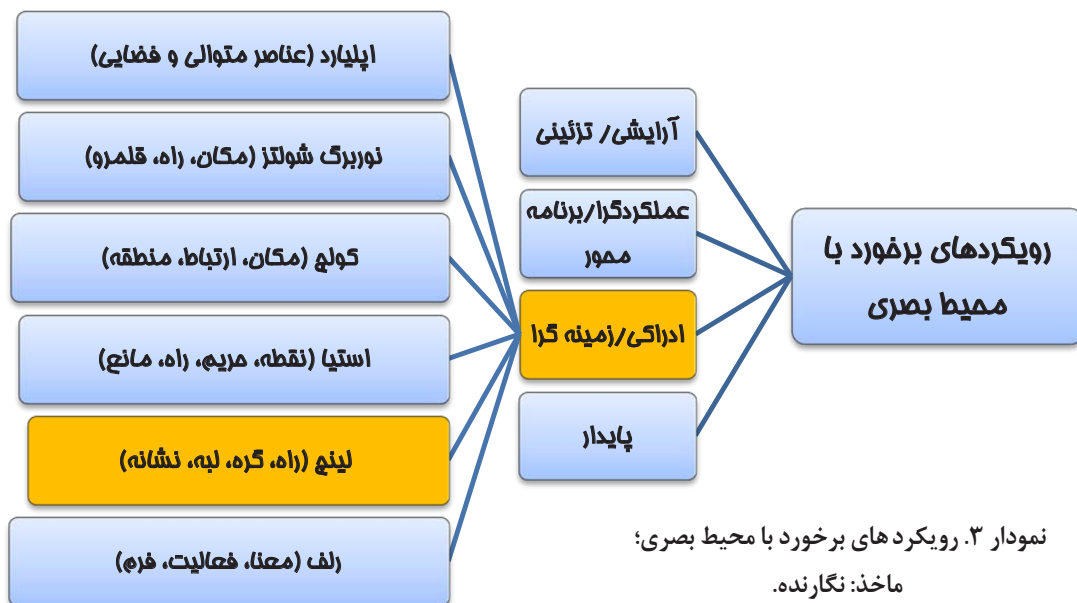 رویکردهای برخورد با
محیط بصری
آرایشی/ تزئینی
عملکردگرا/برنامه
محور
ادراکی/زمینه گرا
پایدار
اپلیارد (عناصر متوالی و فضایی)
نوربرگ شولتز (مکان، راه، قلمرو)
کولج (مکان، ارتباط، منطقه)
استیا (نقطه، حریم، راه، مانع)
لینچ (راه، گره، لبه، نشانه)
رلف (معنا، فعالیت، فرم)
نمودار ۳. رویکرد های برخورد با محیط بصری؛
ماخذ: نگارنده.